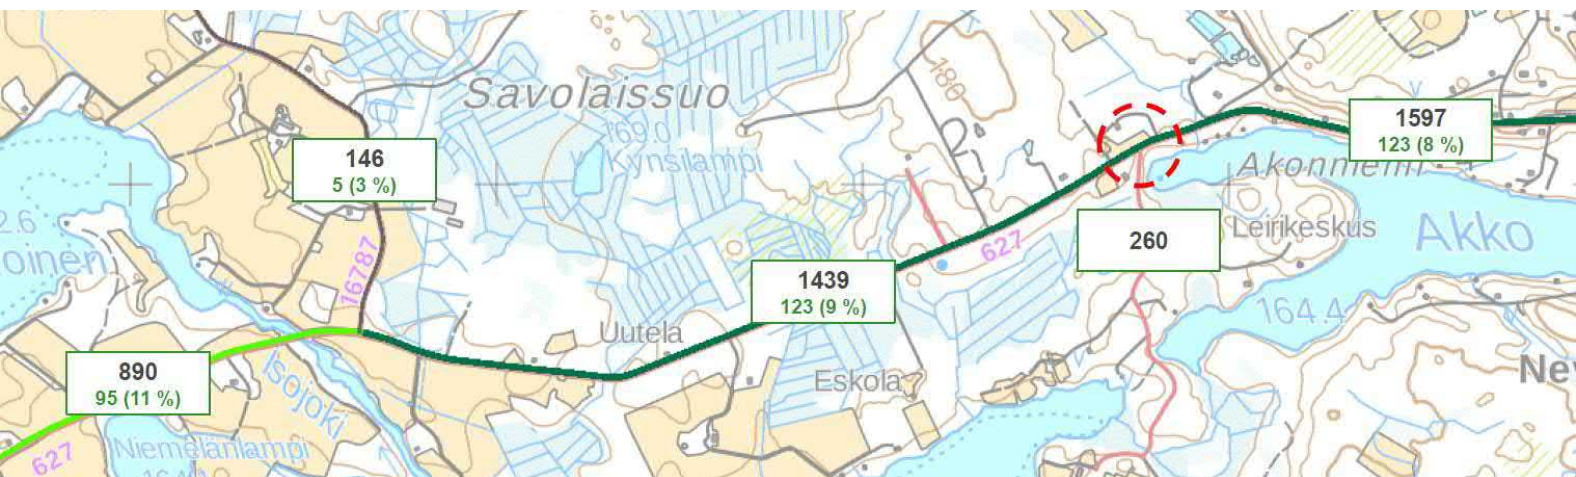 Savolaissuo
180
1597
123 (8 %)
169.0
Kynsilampi
146
5 (3 %)
Akonniemi
2.6
oinen
16787
627
260
Leirikeskus
Akko
1439
123 (9 %)
164.4
Uutela
890
95 (11 %)
Isojoki
Eskola
Ne
Niemelänlampi
627